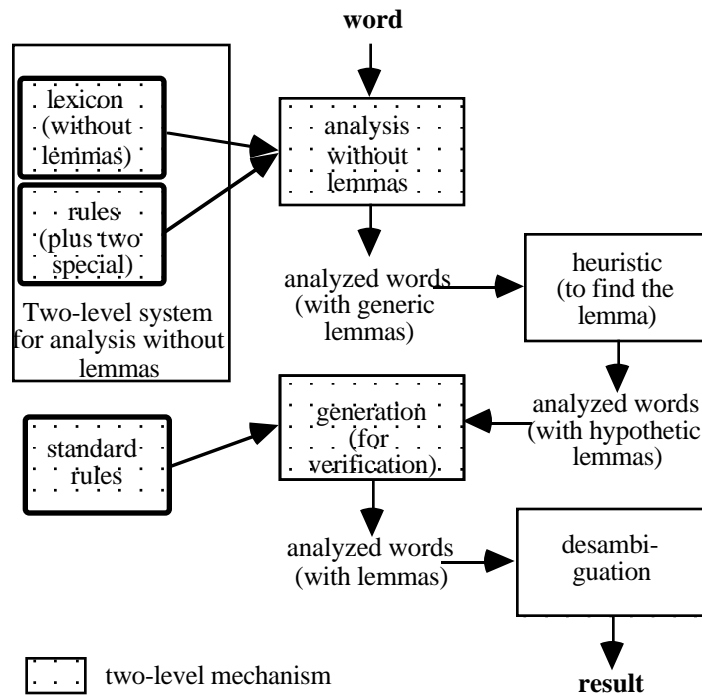 word
lexicon
(without
lemmas)
analysis
without
lemmas
rules
(plus two
special)
Two-level system
for analysis without
lemmas
analyzed words
(with generic
lemmas)
heuristic
(to find the
lemma)
analyzed words
(with hypothetic
lemmas)
generation
(for
verification)
standard
rules
analyzed words
(with lemmas)
desambi-
guation
two-level mechanism
result